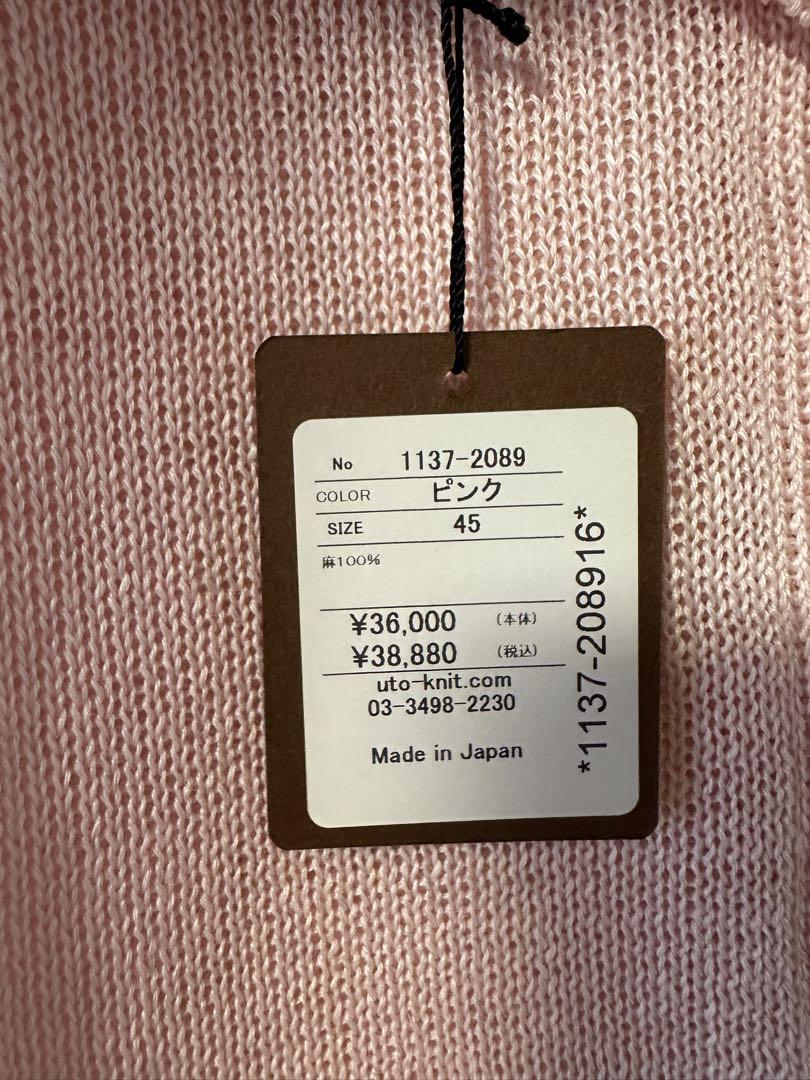 No 1137-2089
COLOR ピンク
SIZE 45
麻100%
¥36,000 (本体)
¥38,880 (税込)
uto-knit.com
03-3498-2230
Made in Japan
*1137-208916*